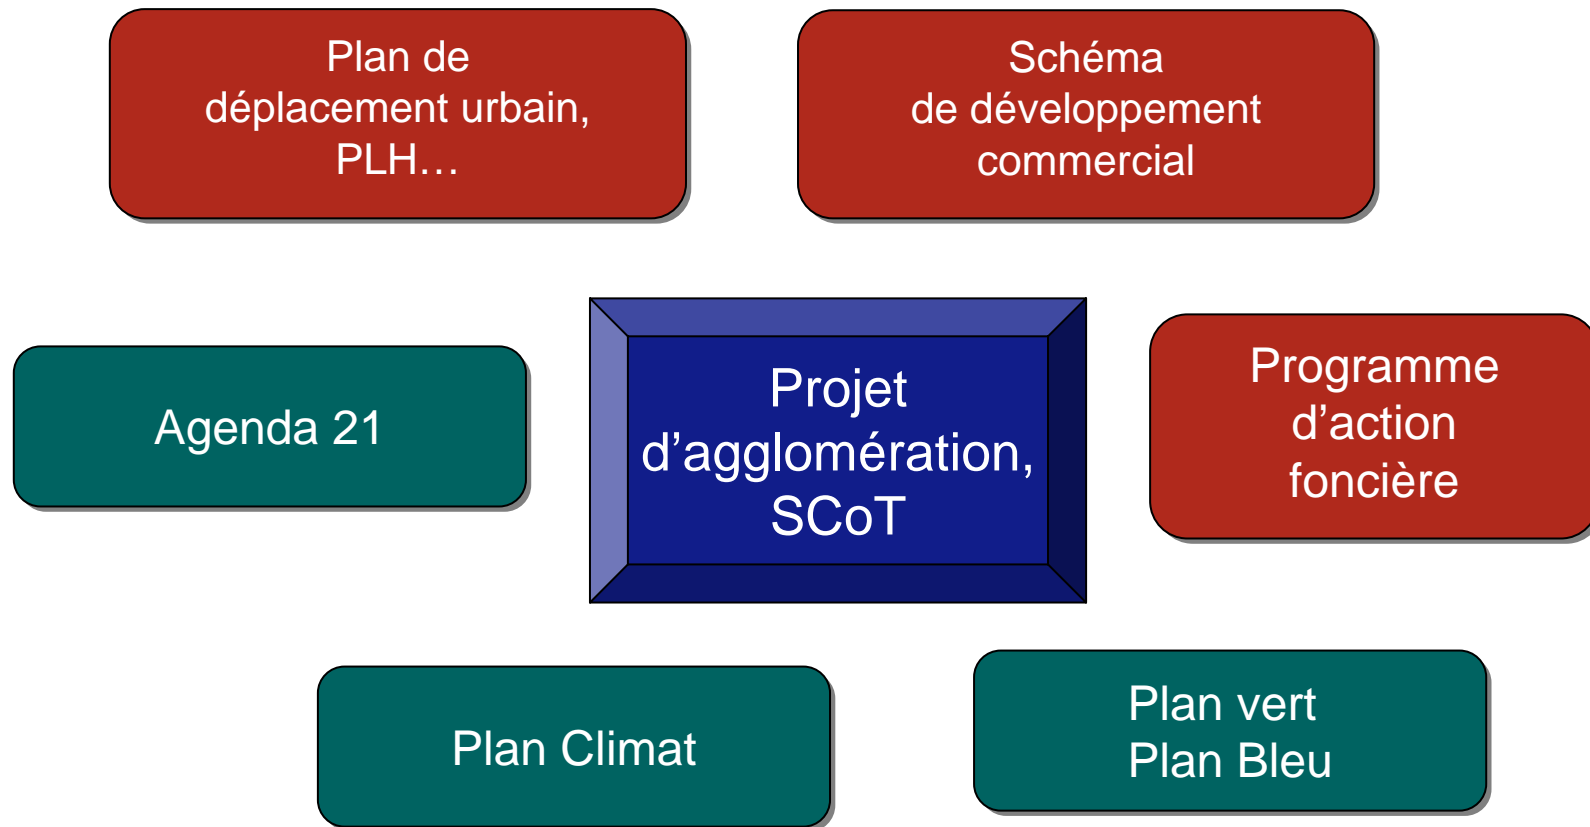 Plan de
déplacement urbain,
PLH…
Schéma
de développement
commercial
Agenda 21
Projet
d’agglomération,
SCoT
Programme
d’action
foncière
Plan Climat
Plan vert
Plan Bleu